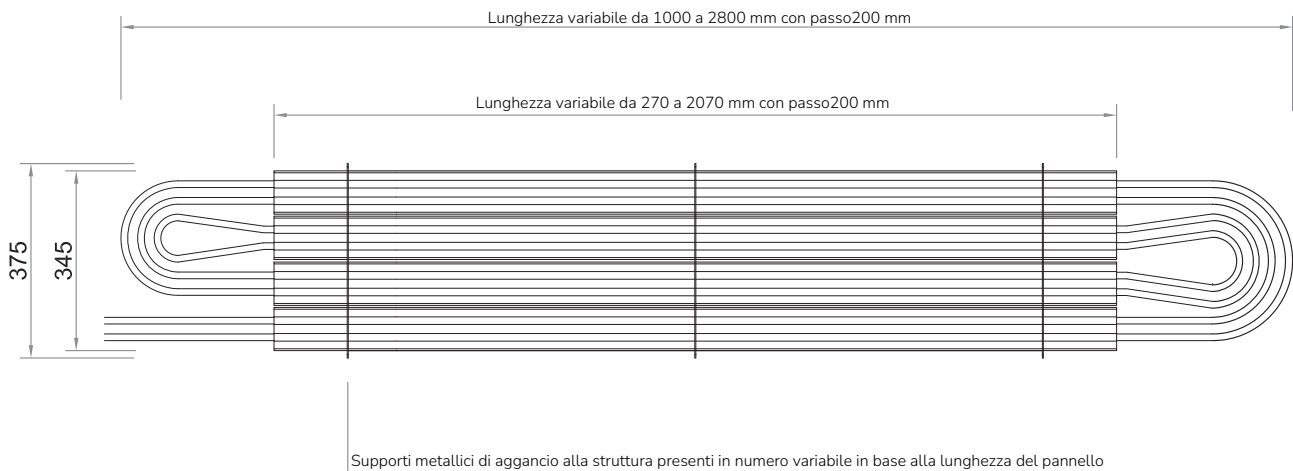 Lunghezza variabile da 1000 a 2800 mm con passo200 mm
Lunghezza variabile da 270 a 2070 mm con passo200 mm
375
345
Supporti metallici di aggancio alla struttura presenti in numero variabile in base alla lunghezza del pannello